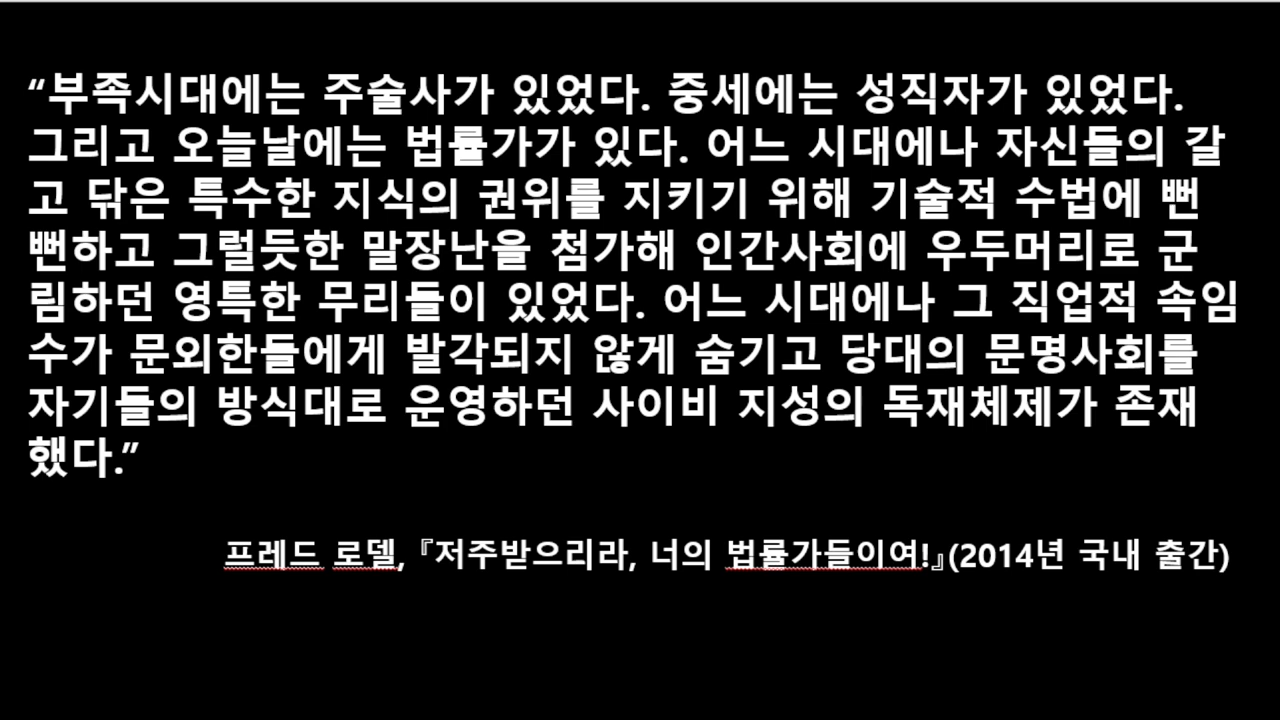 “부족시대에는 주술사가 있었다. 중세에는 성직자가 있었다.
그리고 오늘날에는 법률가가 있다. 어느 시대에나 자신들의 갈
고 닦은 특수한 지식의 권위를 지키기 위해 기술적 수법에 뻔
뻔하고 그럴듯한 말장난을 첨가해 인간사회에 우두머리로 군
림하던 영특한 무리들이 있었다. 어느 시대에나 그 직업적 속임
수가 문외한들에게 발각되지 않게 숨기고 당대의 문명사회를
자기들의 방식대로 운영하던 사이비 지성의 독재체제가 존재
했다.”
프레드 로델, 『저주받으리라, 너의 법률가들이여!』(2014년 국내 출간)